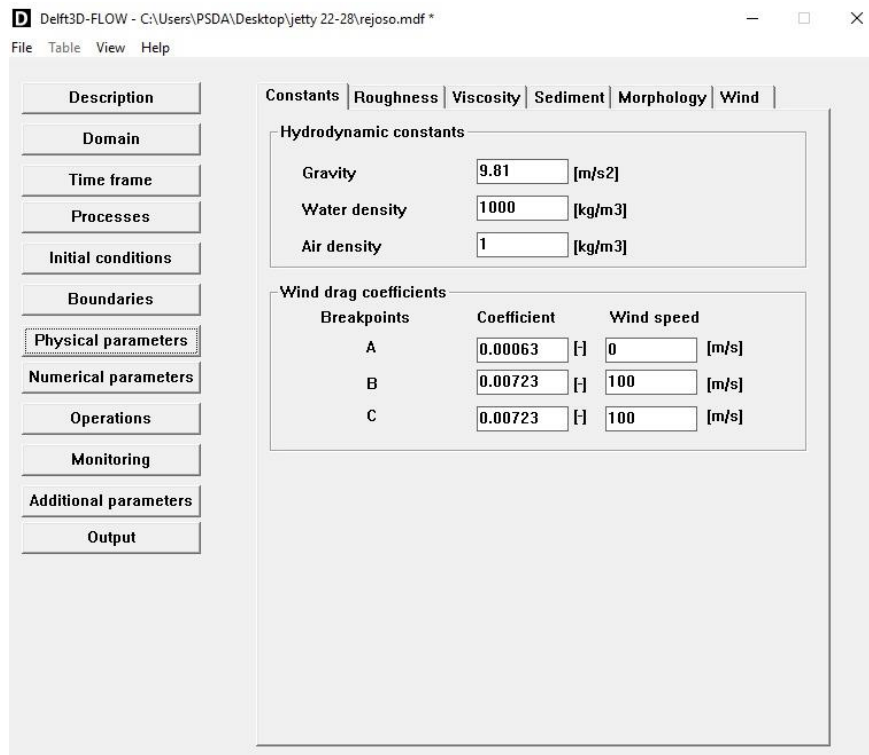 D Delft3D-FLOW - C:\Users\PSDA\Desktop\jetty 22-28\rejoso.mdf *
File Table View Help
Description
Domain
Time frame
Processes
Initial conditions
Boundaries
Physical parameters
Numerical parameters
Operations
Monitoring
Additional parameters
Output
Constants Roughness Viscosity Sediment Morphology Wind
Hydrodynamic constants
Gravity 9.81 [m/s2]
Water density 1000 [kg/m3]
Air density 1 [kg/m3]
Wind drag coefficients
Breakpoints Coefficient Wind speed
A 0.00063 [-] 0 [m/s]
B 0.00723 [-] 100 [m/s]
C 0.00723 [-] 100 [m/s]